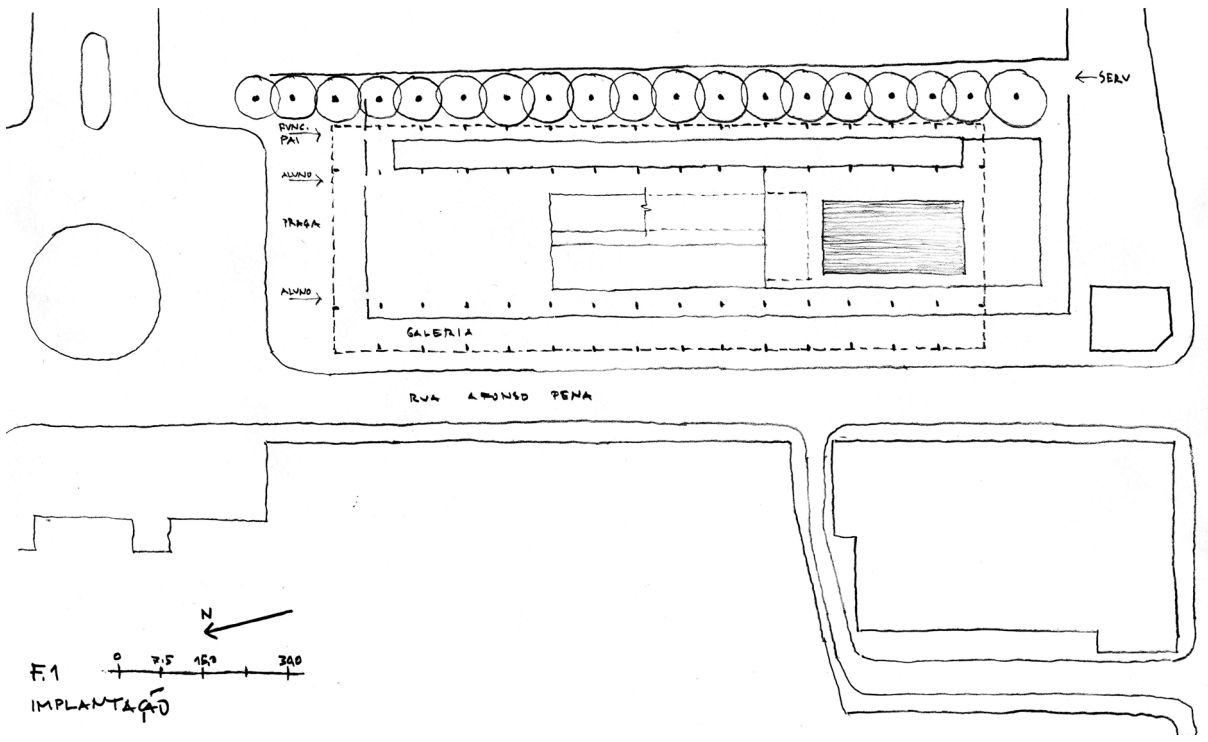 SERV
FUNC.
PAI
ALUNO
PRAÇA
ALUNO
GALERIA
RUA AFONSO PENA
N
0 7.5 15.0 30.0
F.1
IMPLANTAÇÃO